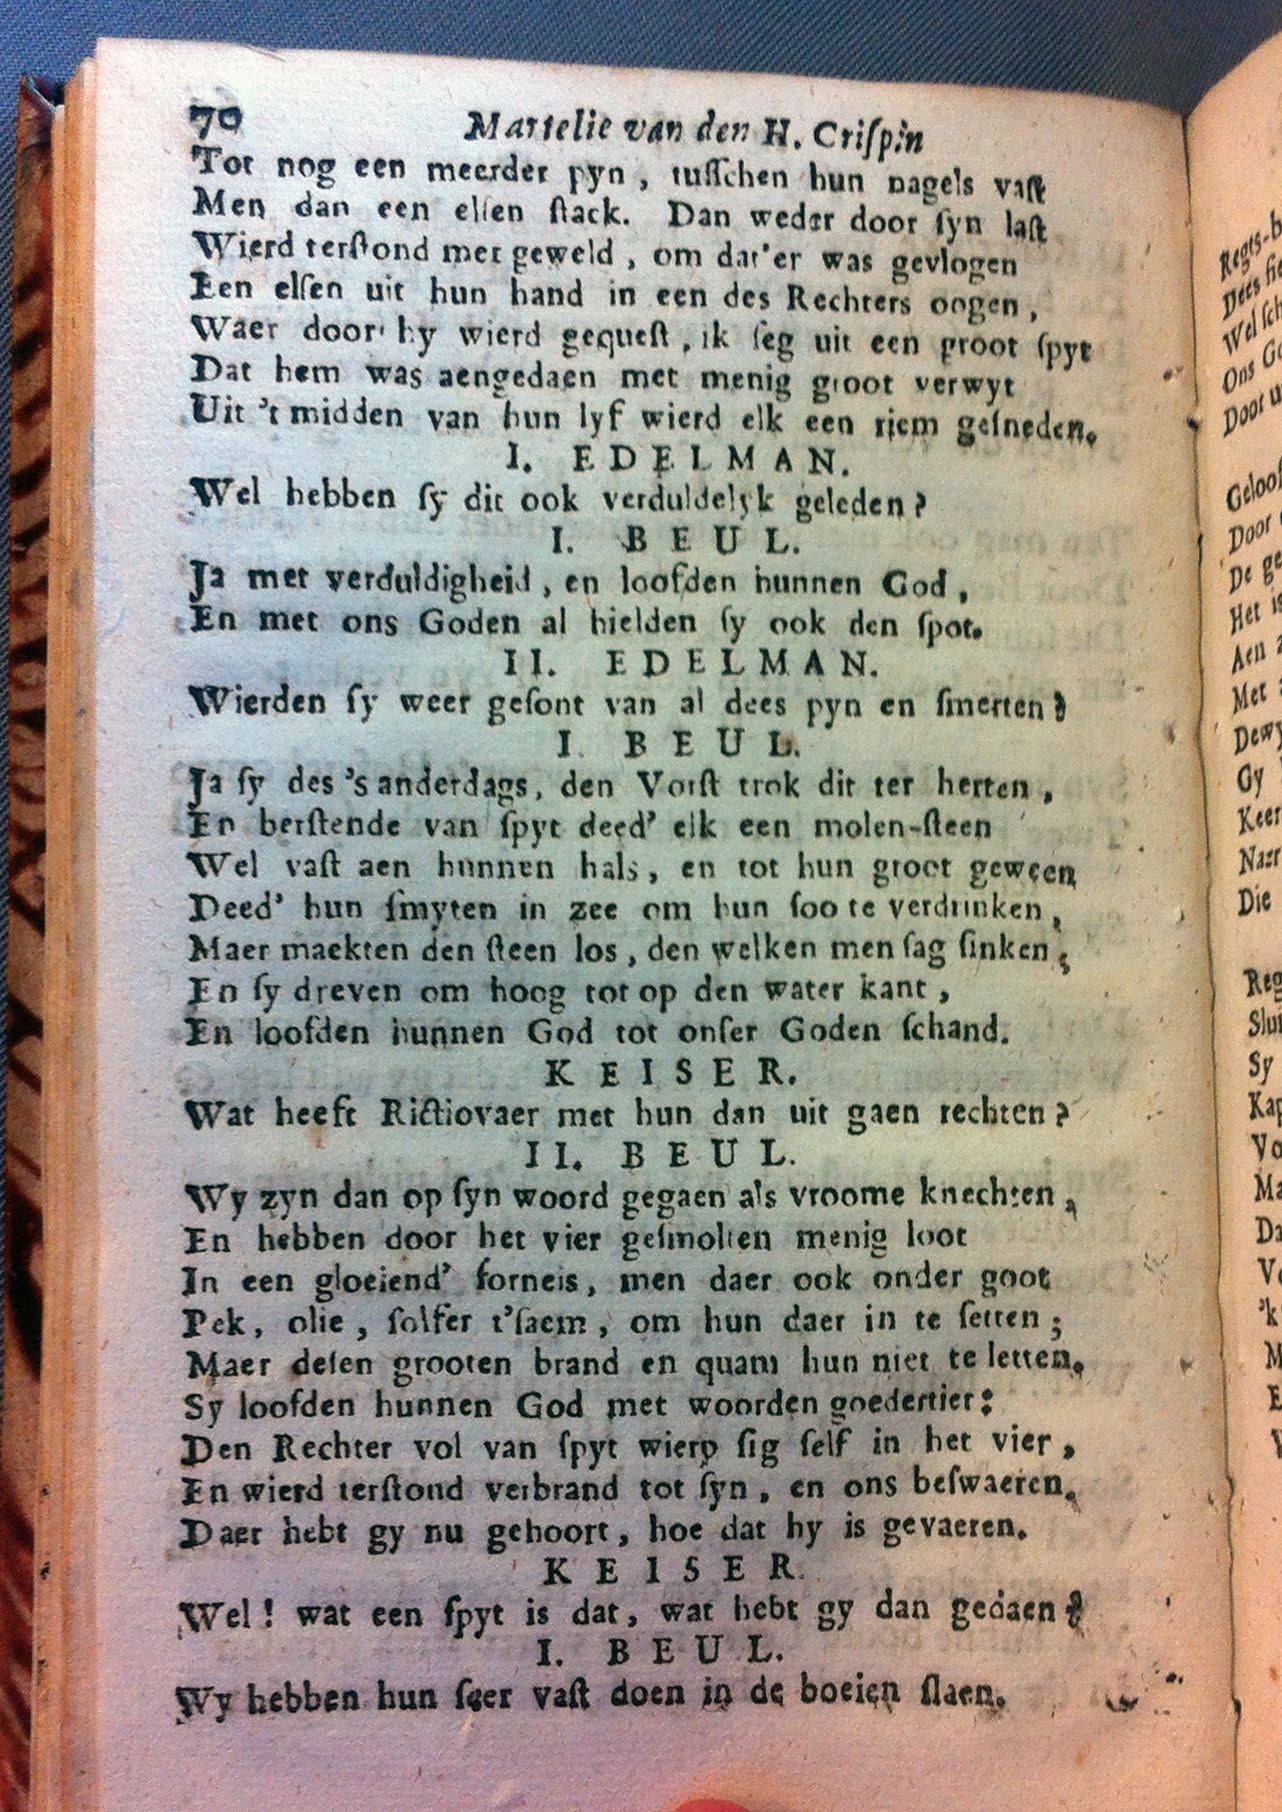 70 Martelie van den H. Criſpin
Tot nog een meerder pyn, tuſſchen hun nagels vaſt
Men dan een elſen ſtack. Dan weder door ſyn laſt
Wierd terſtond met geweld, om dat'er was gevlogen
Een elſen uit hun hand in een des Rechters oogen,
Waer door hy wierd gequeſt, ik ſeg uit een groot ſpyt
Dat hem was aengedaen met menig groot verwyt
Uit 't midden van hun lyf wierd elk een riem geſneden.
I. EDELMAN.
Wel hebben ſy dit ook verduldelyk geleden?
I. BEUL.
Ja met verduldigheid, en loofden hunnen God,
En met ons Goden al hielden ſy ook den ſpot.
II. EDELMAN.
Wierden ſy weer geſont van al dees pyn en ſmerten?
I BEUL.
Ja ſy des 's anderdags, den Vorſt trok dit ter herten,
En berſtende van ſpyt deed' elk een molen-ſteen
Wel vaſt aen hunnen hals, en tot hun groot geween
Deed' hun ſmyten in zee om hun ſoo te verdrinken,
Maer maekten den ſteen los, den welken men ſag ſinken;
En ſy dreven om hoog tot op den water kant,
En loofden hunnen God tot onſer Goden ſchand.
KEISER.
Wat heeft Rictiovaer met hun dan uit gaen rechten?
II. BEUL.
Wy zyn dan op ſyn woord gegaen als vroome knechten,
En hebben door het vier geſmolten menig loot
In een gloeiend' forneis, men daer ook onder goot
Pek, olie, ſolfer t'ſaem, om hun daer in te ſetten;
Maer deſen grooten brand en quam hun niet te letten.
Sy loofden hunnen God met woorden goedertier:
Den Rechter vol van ſpyt wierp ſig ſelf in het vier,
En wierd terſtond verbrand tot ſyn, en ons beſwaeren.
Daer hebt gy nu gehoort, hoe dat hy is gevaeren.
KEISER.
Wel! wat een ſpyt is dat, wat hebt gy dan gedaen?
I. BEUL.
Wy hebben hun ſeer vaſt doen in de boeien ſlaen.
Dees
Wel
Ons
Door
Door
De
Het
Aen
Met
Gy
Keer
Naer
Die
Sy